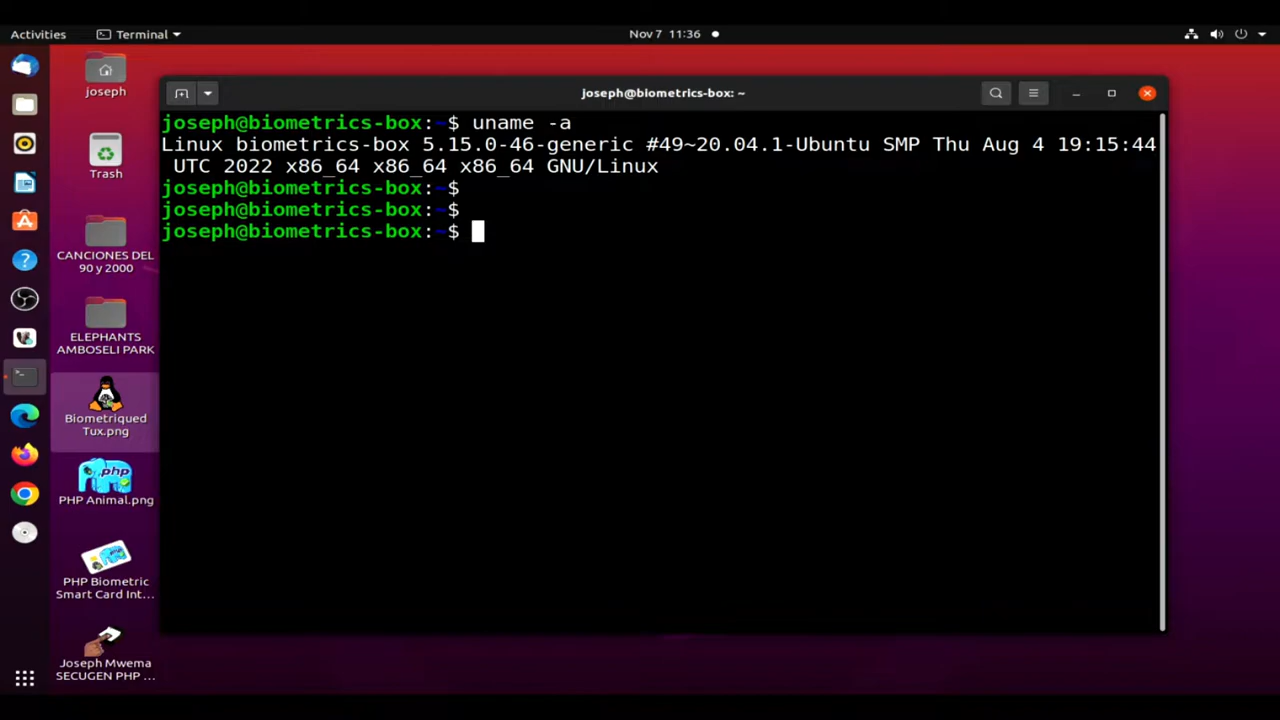 Activities
Terminal
Nov 7 11:36
joseph
Trash
CANCIONES DEL
90 y 2000
ELEPHANTS
AMBOSELI PARK
Biometriqued
Tux.png
php
PHP Animal.png
PHP Biometric
Smart Card Int...
Joseph Mwema
SECUGEN PHP ...
joseph@biometrics-box: ~
joseph@biometrics-box:~$ uname -a
Linux biometrics-box 5.15.0-46-generic #49~20.04.1-Ubuntu SMP Thu Aug 4 19:15:44
UTC 2022 x86_64 x86_64 x86_64 GNU/Linux
joseph@biometrics-box:~$
joseph@biometrics-box:~$
joseph@biometrics-box:~$